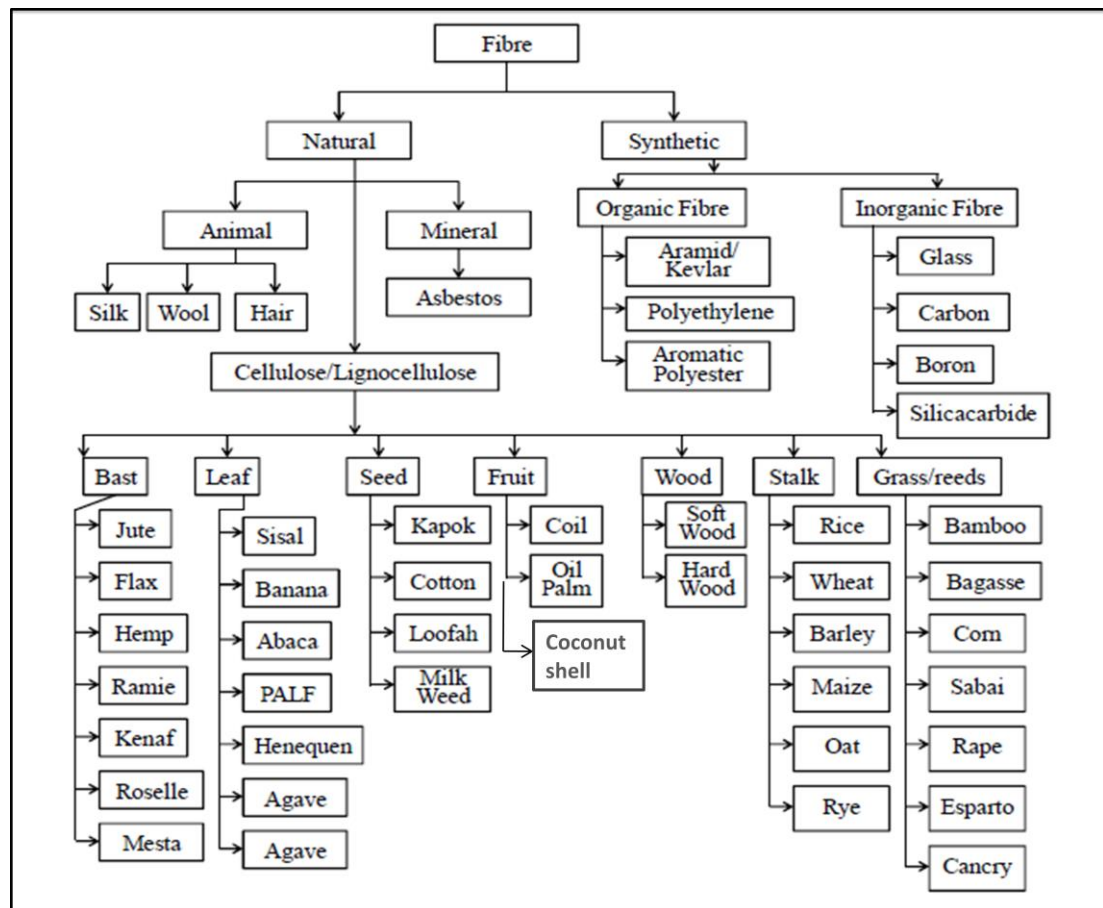 Fibre
Natural
Synthetic
Animal
Mineral
Organic Fibre
Inorganic Fibre
Silk
Wool
Hair
Asbestos
Aramid/
Kevlar
Polyethylene
Aromatic
Polyester
Glass
Carbon
Boron
Silicacarbide
Cellulose/Lignocellulose
Bast
Jute
Flax
Hemp
Ramie
Kenaf
Roselle
Mesta
Leaf
Sisal
Banana
Abaca
PALF
Henequen
Agave
Agave
Seed
Kapok
Cotton
Loofah
Milk
Weed
Fruit
Coil
Oil
Palm
Coconut
shell
Wood
Soft
Wood
Hard
Wood
Stalk
Rice
Wheat
Barley
Maize
Oat
Rye
Grass/reeds
Bamboo
Bagasse
Corn
Sabai
Rape
Esparto
Cancry